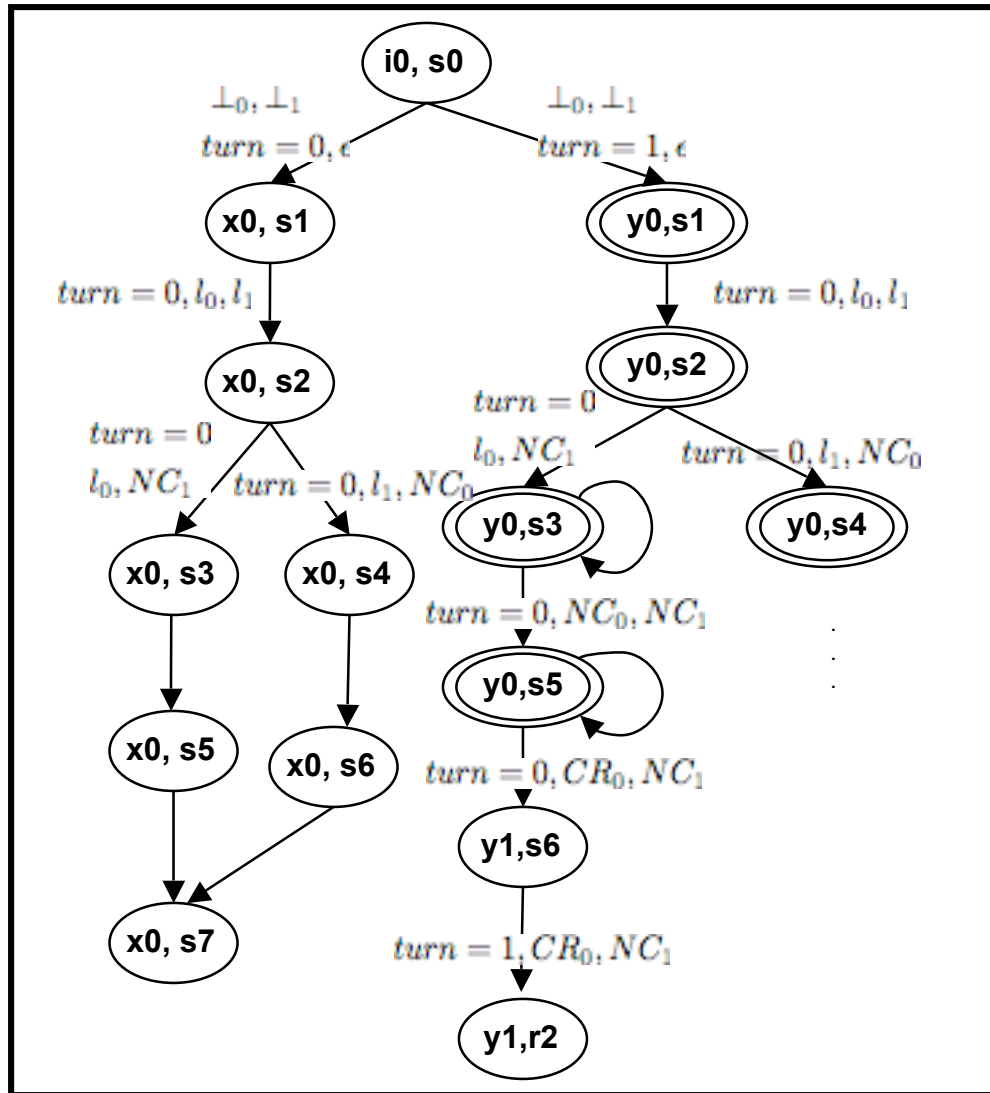 i0, s0
⊥₀, ⊥₁
⊥₀, ⊥₁
turn = 0, ϵ
turn = 1, ϵ
x0, s1
y0,s1
turn = 0, l₀, l₁
turn = 0, l₀, l₁
x0, s2
y0,s2
turn = 0
l₀, NC₁
turn = 0, l₁, NC₀
turn = 0
l₀, NC₁
turn = 0, l₁, NC₀
x0, s3
x0, s4
y0,s3
y0,s4
turn = 0, NC₀, NC₁
.
.
.
y0,s5
x0, s5
x0, s6
turn = 0, CR₀, NC₁
y1,s6
x0, s7
turn = 1, CR₀, NC₁
y1,r2